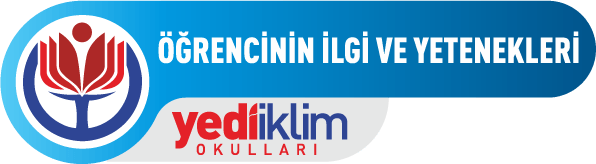 ÖĞRENCİNİN İLGİ VE YETENEKLERİ
yediiklim
OKULLARI